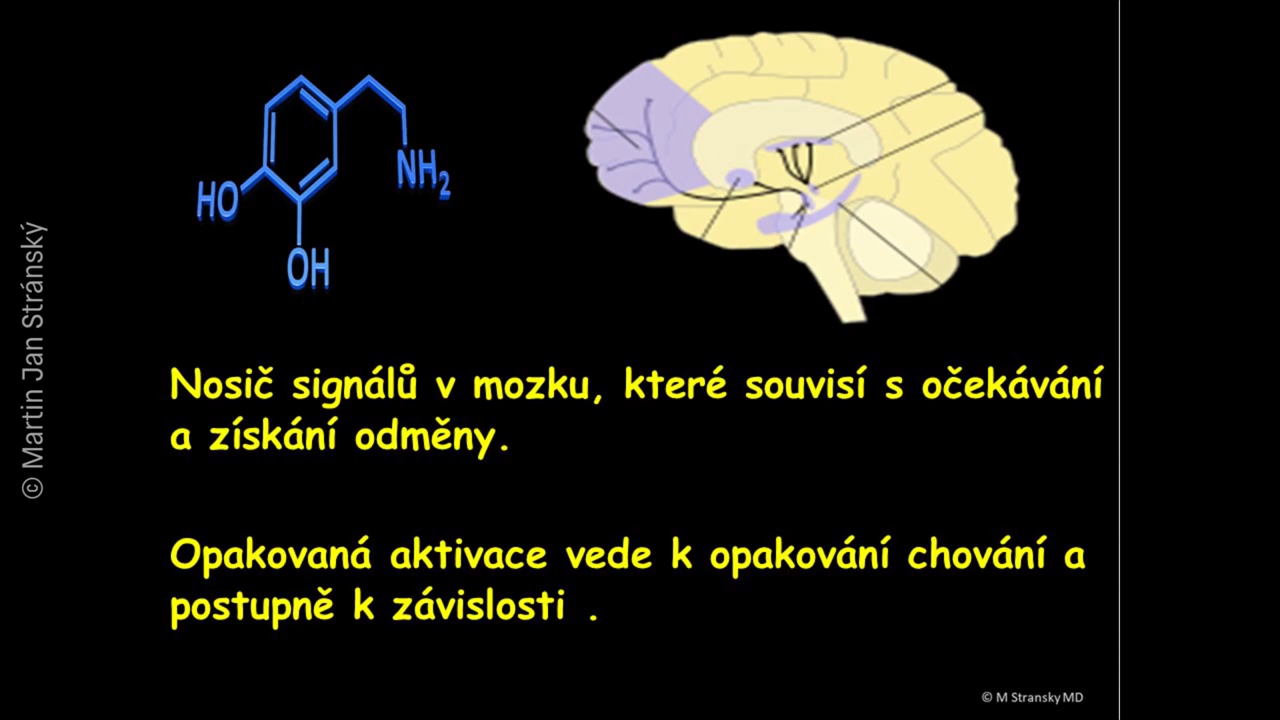 HO
NH₂
OH
© Martin Jan Stránský
Nosič signálů v mozku, které souvisí s očekávání
a získání odměny.
Opakovaná aktivace vede k opakování chování a
postupně k závislosti .
© M Stransky MD